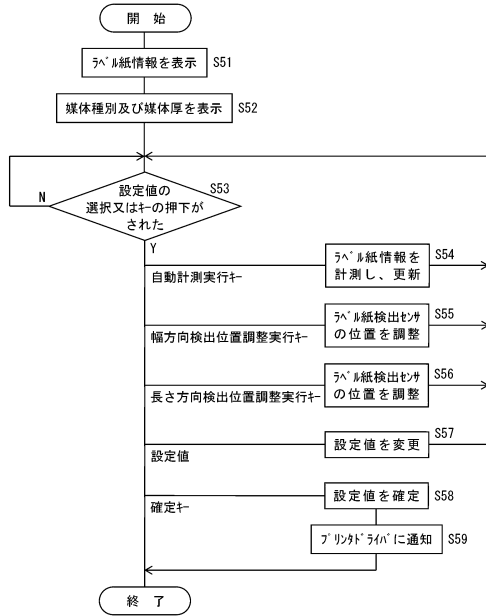 開 始
ﾗﾍﾞﾙ紙情報を表示 S51
媒体種別及び媒体厚を表示 S52
設定値の S53
選択又はｷｰの押下が
された
N
Y
ﾗﾍﾞﾙ紙情報を S54
計測し、更新
自動計測実行ｷｰ
ﾗﾍﾞﾙ紙検出ｾﾝｻ S55
の位置を調整
幅方向検出位置調整実行ｷｰ
ﾗﾍﾞﾙ紙検出ｾﾝｻ S56
の位置を調整
長さ方向検出位置調整実行ｷｰ
設定値を変更 S57
設定値
設定値を確定 S58
確定ｷｰ
ﾌﾟﾘﾝﾀﾄﾞﾗｲﾊﾞに通知 S59
終 了